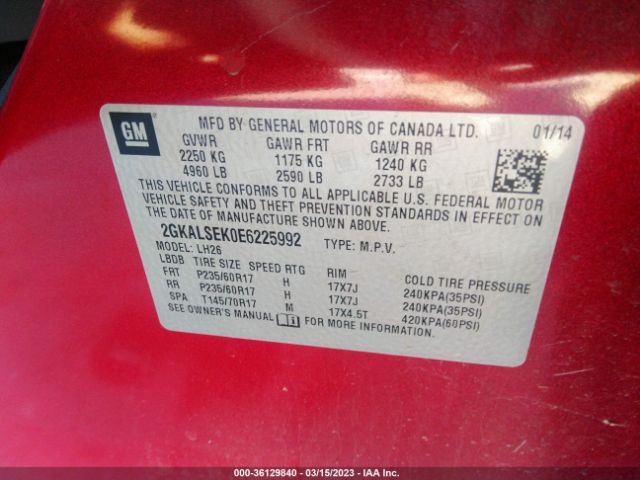 GM
MFD BY GENERAL MOTORS OF CANADA LTD. 01/14
GVWR GAWR FRT GAWR RR
2250 KG 1175 KG 1240 KG
4960 LB 2590 LB 2733 LB
THIS VEHICLE CONFORMS TO ALL APPLICABLE U.S. FEDERAL MOTOR
VEHICLE SAFETY AND THEFT PREVENTION STANDARDS IN EFFECT ON
THE DATE OF MANUFACTURE SHOWN ABOVE.
2GKALSEK0E6225992 TYPE: M.P.V.
MODEL: LH26
LBDB TIRE SIZE SPEED RTG RIM COLD TIRE PRESSURE
FRT P235/60R17 H 17X7J 240KPA(35PSI)
RR P235/60R17 H 17X7J 240KPA(35PSI)
SPA T145/70R17 M 17X4.5T 420KPA(60PSI)
SEE OWNER'S MANUAL FOR MORE INFORMATION.
000-36129840 - 03/15/2023 - IAA Inc.